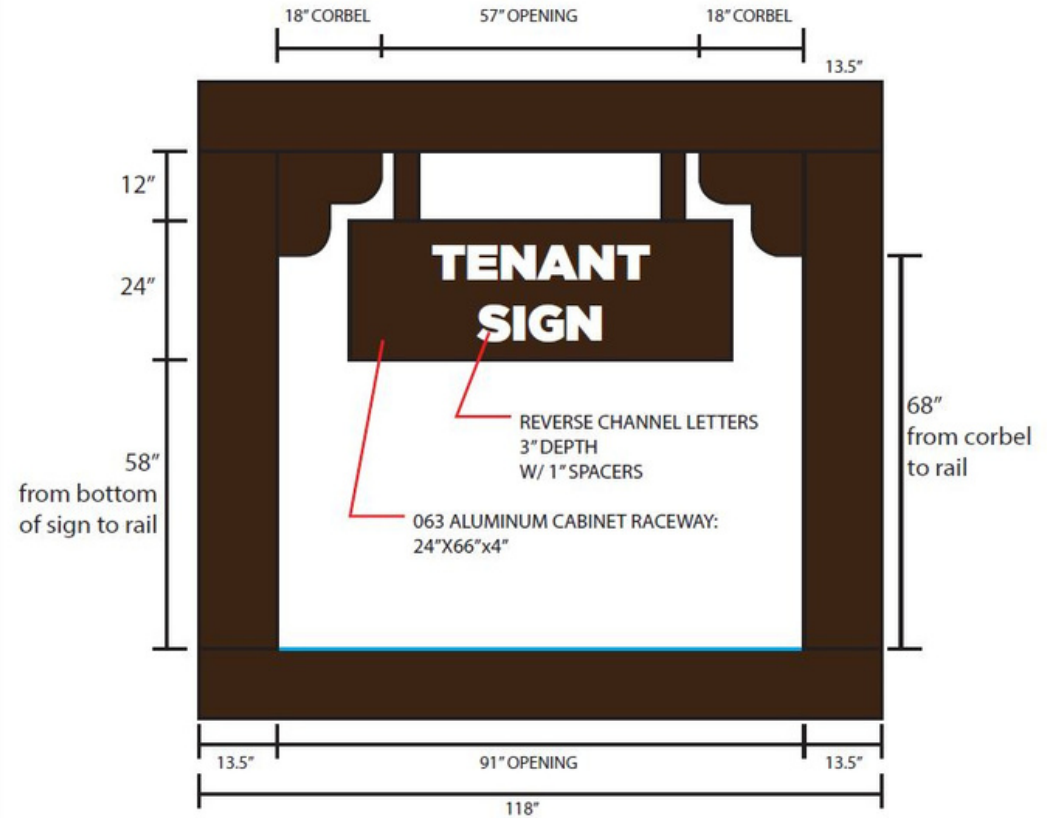 18" CORBEL 57" OPENING 18" CORBEL
13.5"
12"
24"
TENANT
SIGN
REVERSE CHANNEL LETTERS
3" DEPTH
W/ 1" SPACERS
58"
from bottom
of sign to rail
68"
from corbel
to rail
063 ALUMINUM CABINET RACEWAY:
24"X66"x4"
13.5" 91" OPENING 13.5"
118"